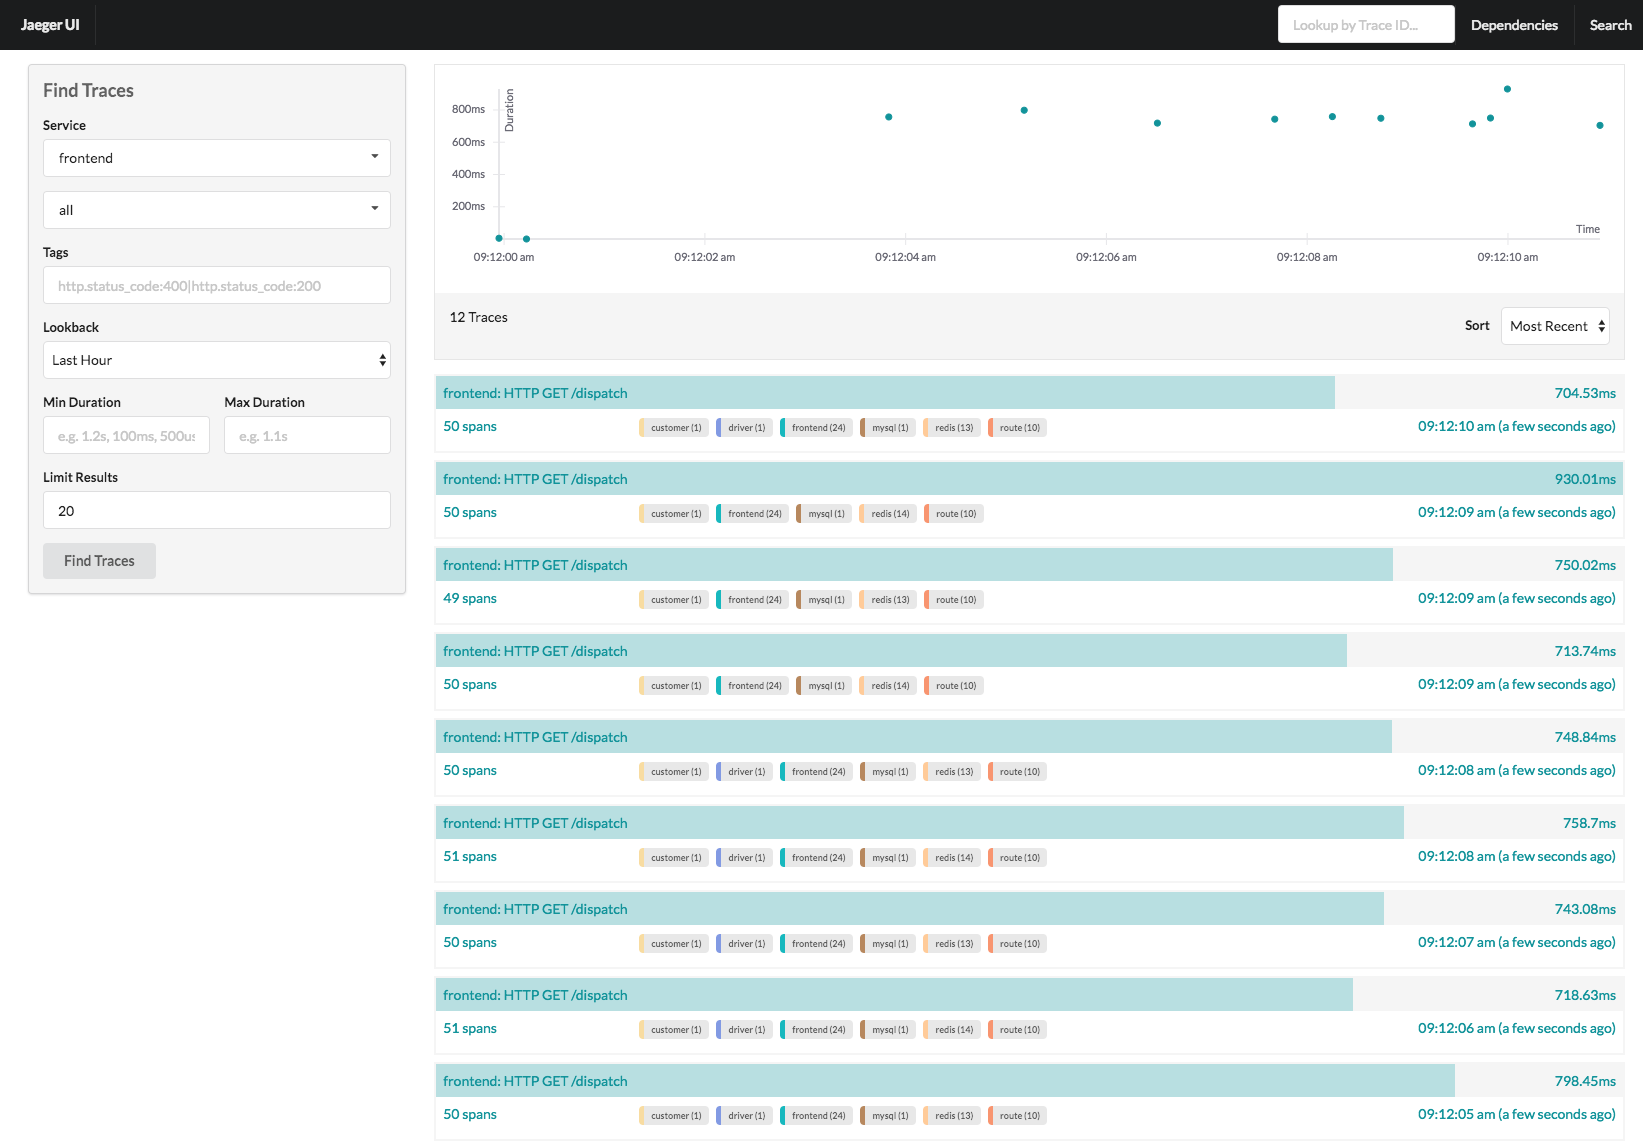 Jaeger UI
Lookup by Trace ID...
Dependencies
Search
Find Traces
Service
frontend
all
Tags
http.status_code:400|http.status_code:200
Lookback
Last Hour
Min Duration Max Duration
e.g. 1.2s, 100ms, 500us e.g. 1.1s
Limit Results
20
Find Traces
Duration
800ms
600ms
400ms
200ms
Time
09:12:00 am 09:12:02 am 09:12:04 am 09:12:06 am 09:12:08 am 09:12:10 am
12 Traces
Sort Most Recent
frontend: HTTP GET /dispatch 704.53ms
50 spans customer (1) driver (1) frontend (24) mysql (1) redis (13) route (10) 09:12:10 am (a few seconds ago)
frontend: HTTP GET /dispatch 930.01ms
50 spans customer (1) frontend (24) mysql (1) redis (14) route (10) 09:12:09 am (a few seconds ago)
frontend: HTTP GET /dispatch 750.02ms
49 spans customer (1) frontend (24) mysql (1) redis (13) route (10) 09:12:09 am (a few seconds ago)
frontend: HTTP GET /dispatch 713.74ms
50 spans customer (1) frontend (24) mysql (1) redis (14) route (10) 09:12:09 am (a few seconds ago)
frontend: HTTP GET /dispatch 748.84ms
50 spans customer (1) driver (1) frontend (24) mysql (1) redis (13) route (10) 09:12:08 am (a few seconds ago)
frontend: HTTP GET /dispatch 758.7ms
51 spans customer (1) driver (1) frontend (24) mysql (1) redis (14) route (10) 09:12:08 am (a few seconds ago)
frontend: HTTP GET /dispatch 743.08ms
50 spans customer (1) driver (1) frontend (24) mysql (1) redis (13) route (10) 09:12:07 am (a few seconds ago)
frontend: HTTP GET /dispatch 718.63ms
51 spans customer (1) driver (1) frontend (24) mysql (1) redis (14) route (10) 09:12:06 am (a few seconds ago)
frontend: HTTP GET /dispatch 798.45ms
50 spans customer (1) driver (1) frontend (24) mysql (1) redis (13) route (10) 09:12:05 am (a few seconds ago)